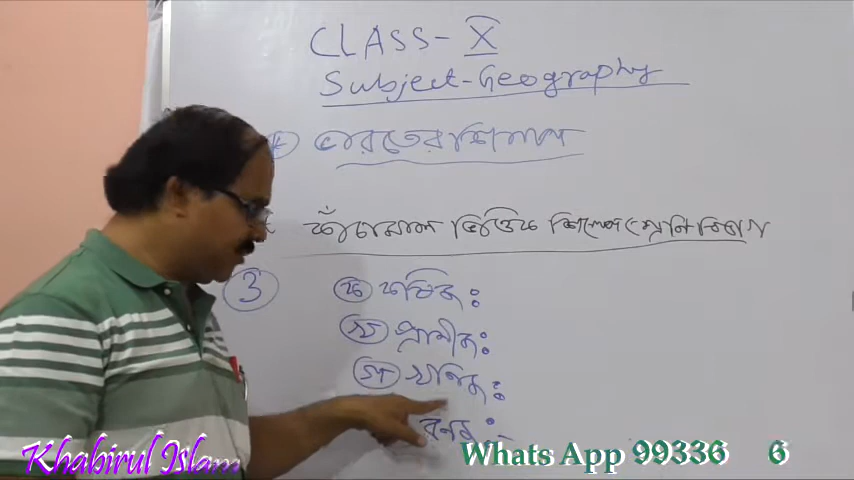 CLASS - X
Subject - Geography
ভারতের শিল্প
কাঁচামাল ভিত্তিক শিল্পের শ্রেনিবিভাগ
3
ক কৃষিজ :
খ প্রাণীজ :
গ খনিজ :
বনজ : -
Khabirul Islam
Whats App 99336 6